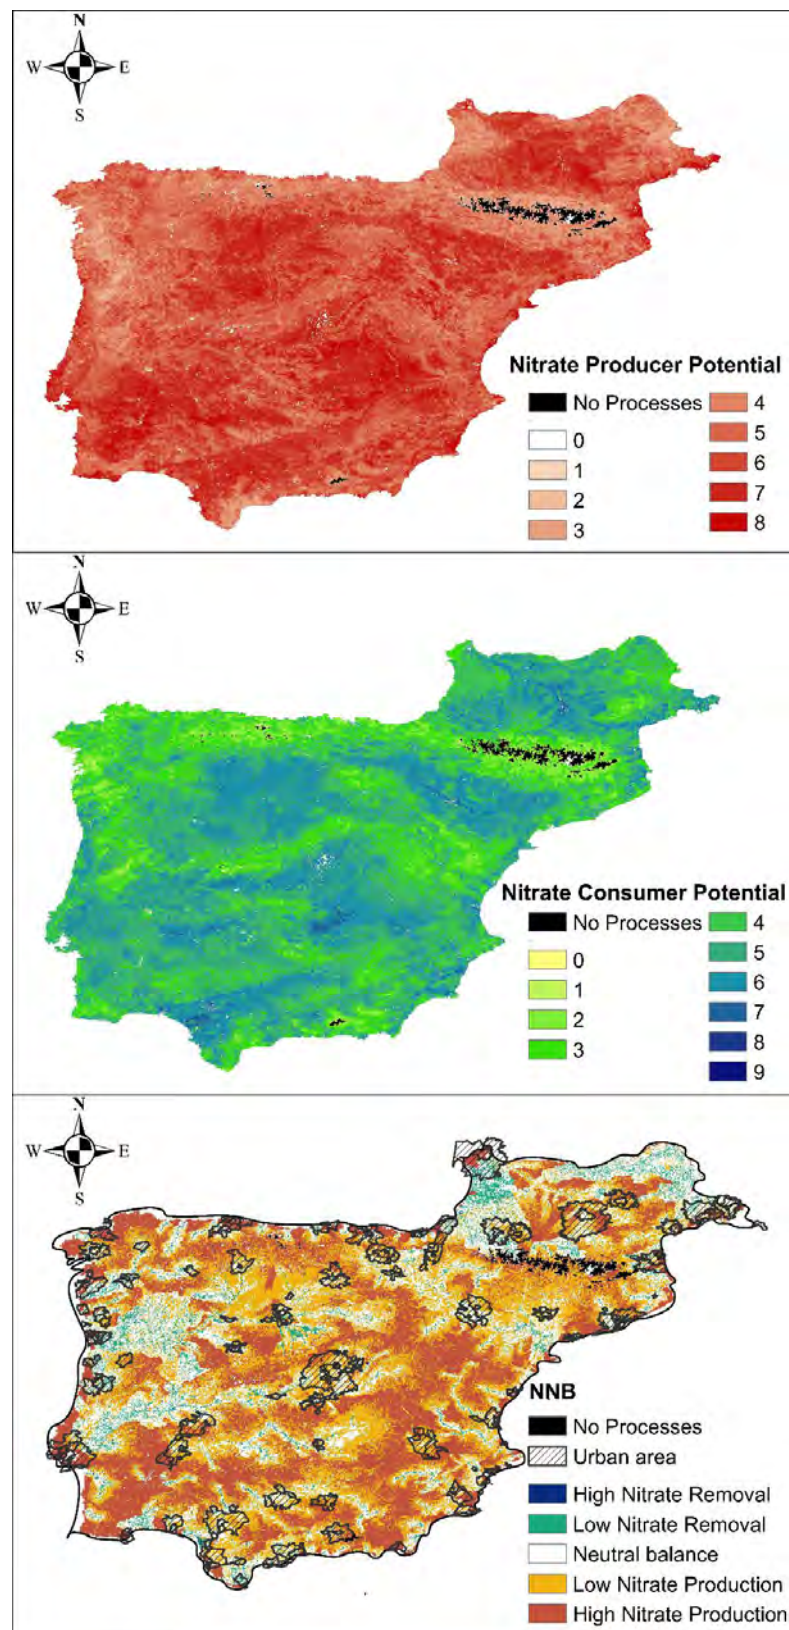 N
W E
S
Nitrate Producer Potential
No Processes
0
1
2
3
4
5
6
7
8
N
W E
S
Nitrate Consumer Potential
No Processes
0
1
2
3
4
5
6
7
8
9
N
W E
S
NNB
No Processes
Urban area
High Nitrate Removal
Low Nitrate Removal
Neutral balance
Low Nitrate Production
High Nitrate Production